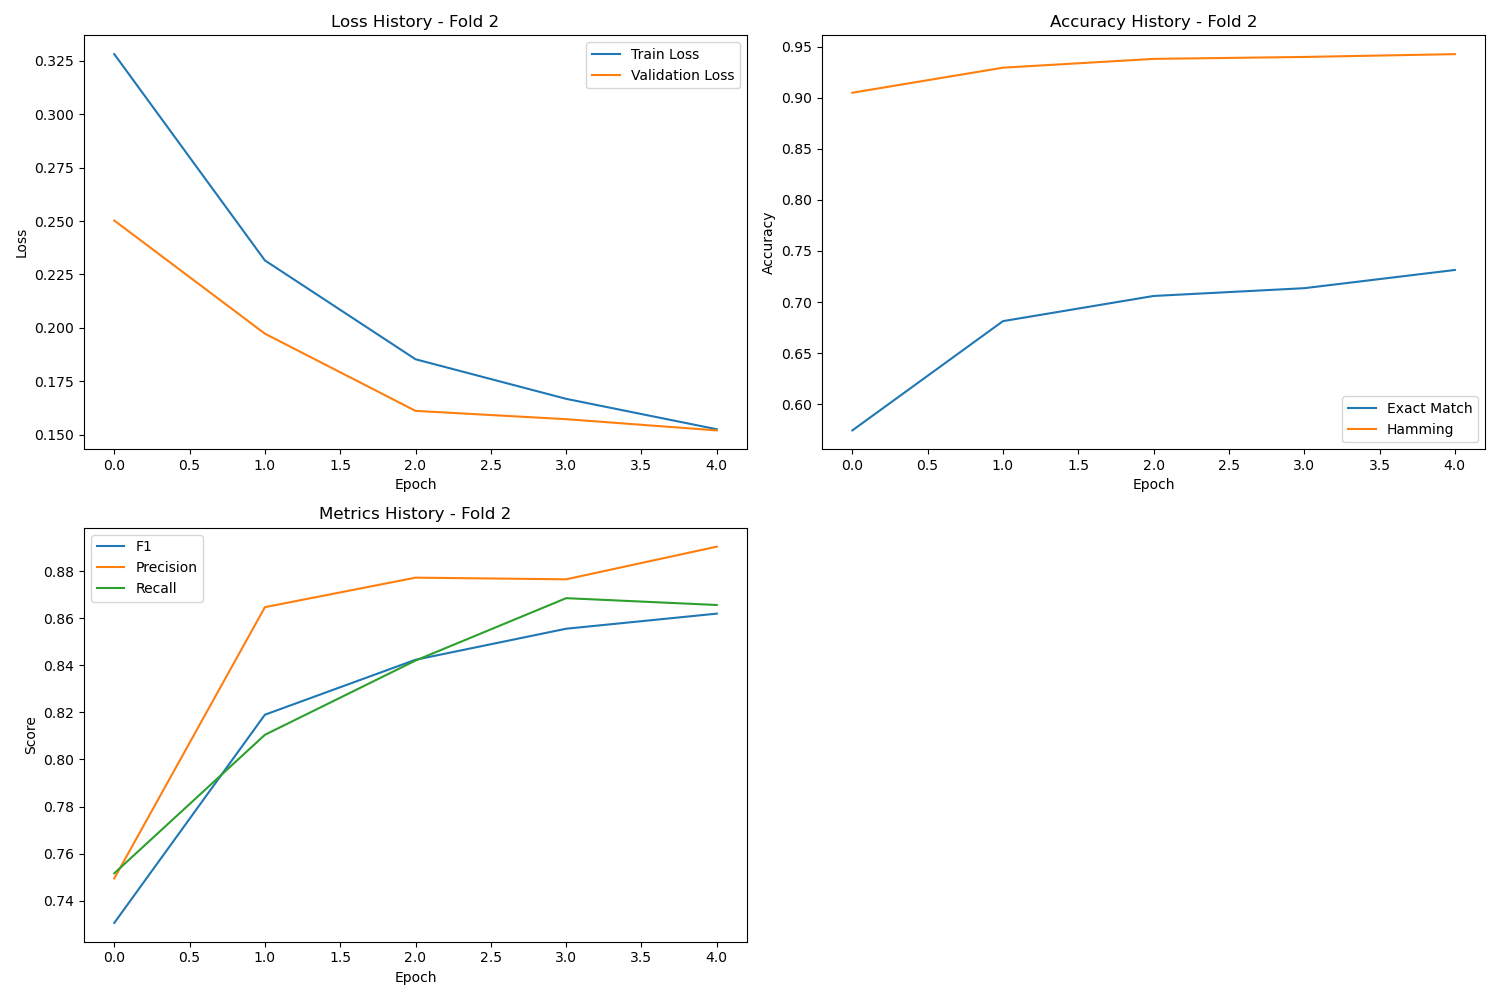 Loss History - Fold 2
Train Loss
Validation Loss
0.325
0.300
0.275
0.250
0.225
0.200
0.175
0.150
Loss
0.0 0.5 1.0 1.5 2.0 2.5 3.0 3.5 4.0
Epoch
Accuracy History - Fold 2
0.95
0.90
0.85
0.80
0.75
0.70
0.65
0.60
Accuracy
Exact Match
Hamming
0.0 0.5 1.0 1.5 2.0 2.5 3.0 3.5 4.0
Epoch
Metrics History - Fold 2
F1
Precision
Recall
0.88
0.86
0.84
0.82
0.80
0.78
0.76
0.74
Score
0.0 0.5 1.0 1.5 2.0 2.5 3.0 3.5 4.0
Epoch